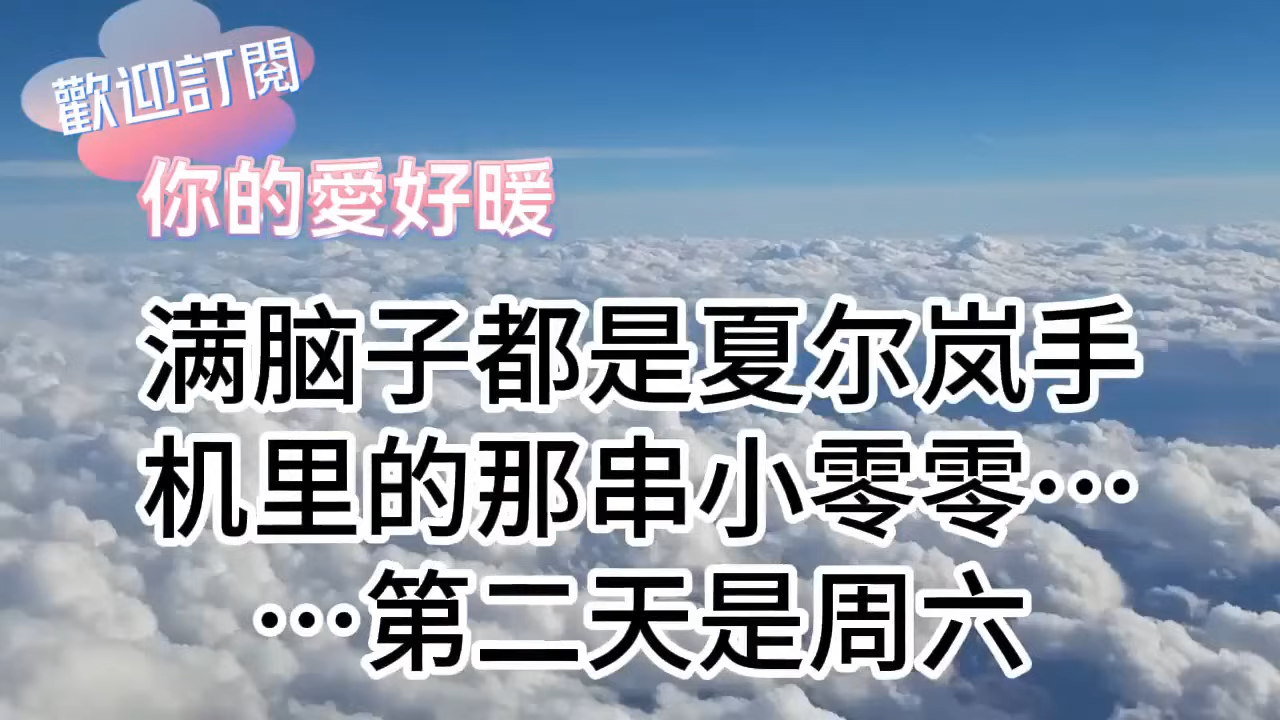 歡迎訂閱
你的愛好暖
满脑子都是夏尔岚手
机里的那串小零零…
…第二天是周六